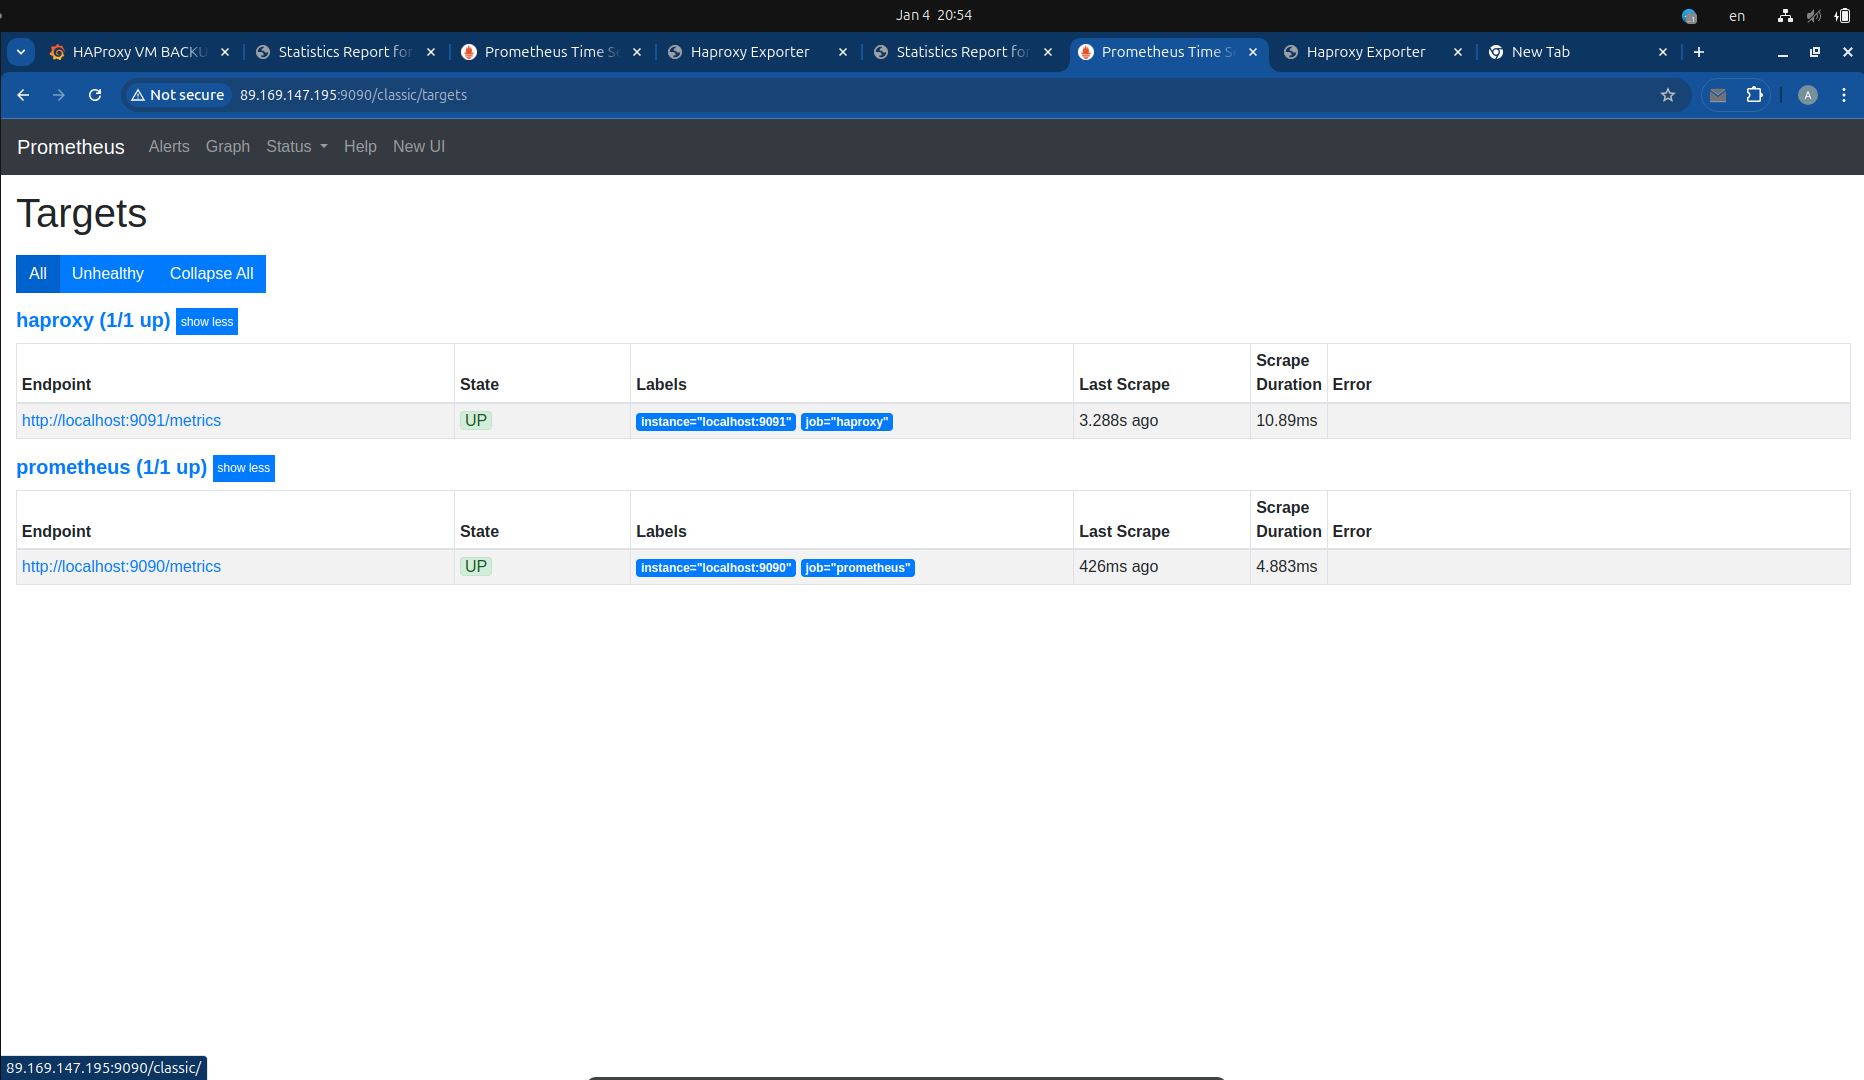 Jan 4 20:54
en
HAProxy VM BACKU
Statistics Report for
Prometheus Time Se
Haproxy Exporter
Statistics Report for
Prometheus Time Se
Haproxy Exporter
New Tab
Not secure 89.169.147.195:9090/classic/targets
A
Prometheus Alerts Graph Status Help New UI
Targets
All Unhealthy Collapse All
haproxy (1/1 up) show less
Endpoint State Labels Last Scrape Scrape Duration Error
http://localhost:9091/metrics UP instance="localhost:9091" job="haproxy" 3.288s ago 10.89ms
prometheus (1/1 up) show less
Endpoint State Labels Last Scrape Scrape Duration Error
http://localhost:9090/metrics UP instance="localhost:9090" job="prometheus" 426ms ago 4.883ms
89.169.147.195:9090/classic/